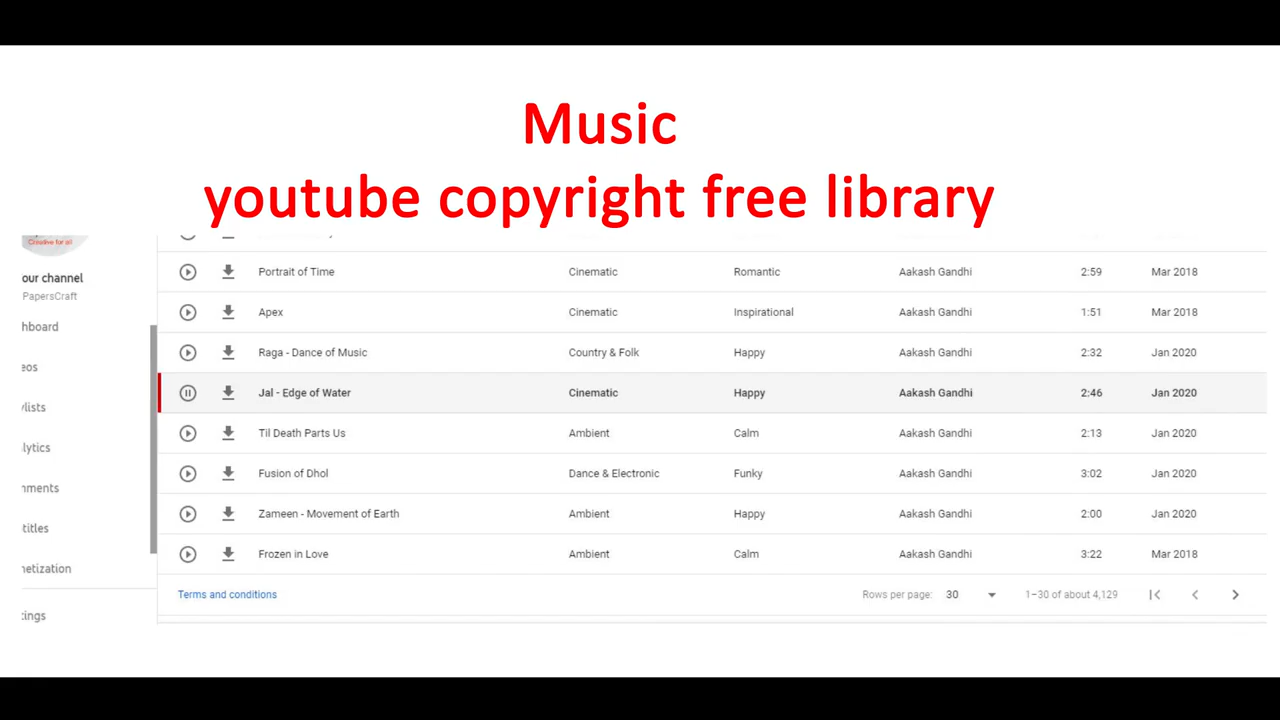 Music
youtube copyright free library
Creative for all
our channel
PapersCraft
hboard
eos
lists
lytics
ments
titles
netization
ings
Portrait of Time Cinematic Romantic Aakash Gandhi 2:59 Mar 2018
Apex Cinematic Inspirational Aakash Gandhi 1:51 Mar 2018
Raga - Dance of Music Country & Folk Happy Aakash Gandhi 2:32 Jan 2020
Jal - Edge of Water Cinematic Happy Aakash Gandhi 2:46 Jan 2020
Til Death Parts Us Ambient Calm Aakash Gandhi 2:13 Jan 2020
Fusion of Dhol Dance & Electronic Funky Aakash Gandhi 3:02 Jan 2020
Zameen - Movement of Earth Ambient Happy Aakash Gandhi 2:00 Jan 2020
Frozen in Love Ambient Calm Aakash Gandhi 3:22 Mar 2018
Terms and conditions Rows per page: 30 1–30 of about 4,129